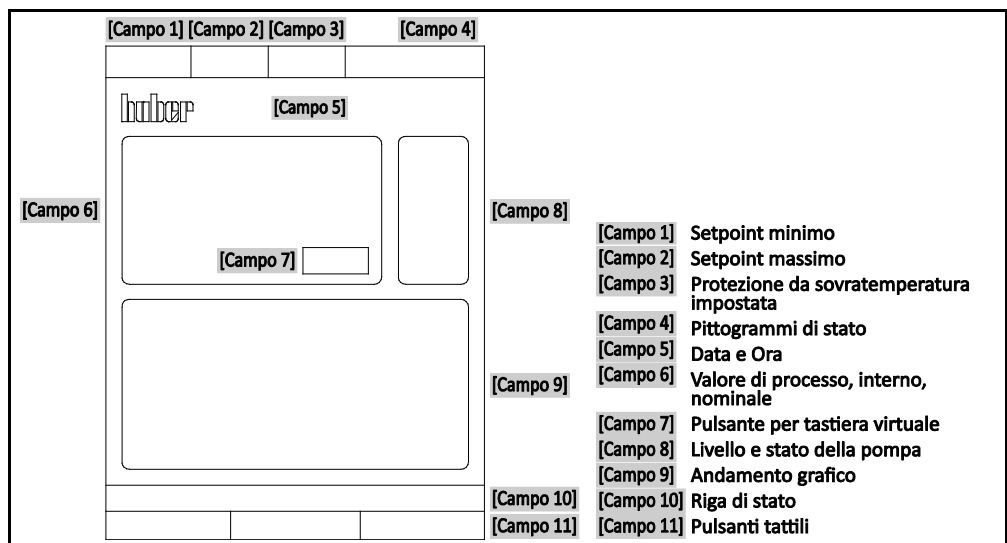 [Campo 1] [Campo 2] [Campo 3] [Campo 4]
huber
[Campo 5]
[Campo 6]
[Campo 7]
[Campo 8]
[Campo 9]
[Campo 10]
[Campo 11]
[Campo 1] Setpoint minimo
[Campo 2] Setpoint massimo
[Campo 3] Protezione da sovratemperatura
impostata
[Campo 4] Pittogrammi di stato
[Campo 5] Data e Ora
[Campo 6] Valore di processo, interno,
nominale
[Campo 7] Pulsante per tastiera virtuale
[Campo 8] Livello e stato della pompa
[Campo 9] Andamento grafico
[Campo 10] Riga di stato
[Campo 11] Pulsanti tattili